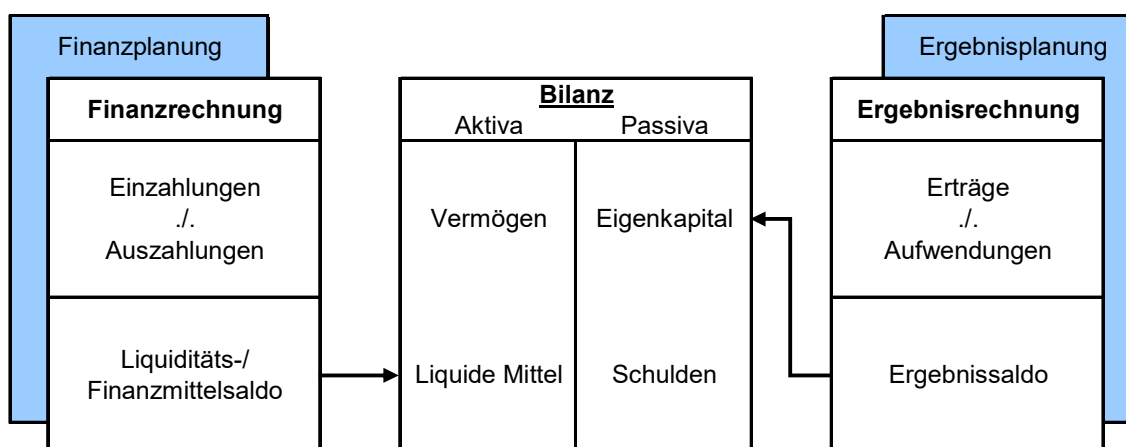 Finanzplanung
Finanzrechnung
Einzahlungen
./.
Auszahlungen
Liquiditäts-/
Finanzmittelsaldo
Bilanz
Aktiva Passiva
Vermögen Eigenkapital
Liquide Mittel Schulden
Ergebnisplanung
Ergebnisrechnung
Erträge
./.
Aufwendungen
Ergebnissaldo